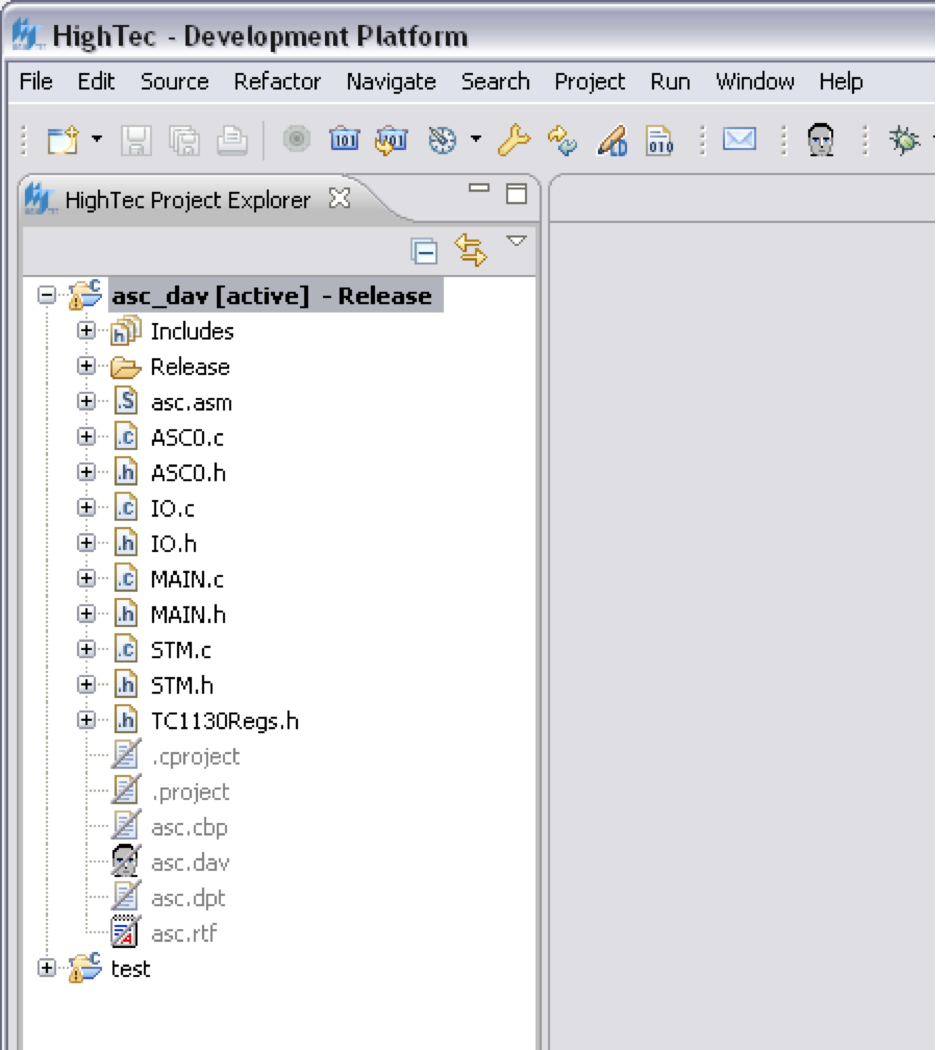 HighTec - Development Platform
File Edit Source Refactor Navigate Search Project Run Window Help
HighTec Project Explorer
asc_dav [active] - Release
Includes
Release
asc.asm
ASC0.c
ASC0.h
IO.c
IO.h
MAIN.c
MAIN.h
STM.c
STM.h
TC1130Regs.h
.cproject
.project
asc.cbp
asc.dav
asc.dpt
asc.rtf
test